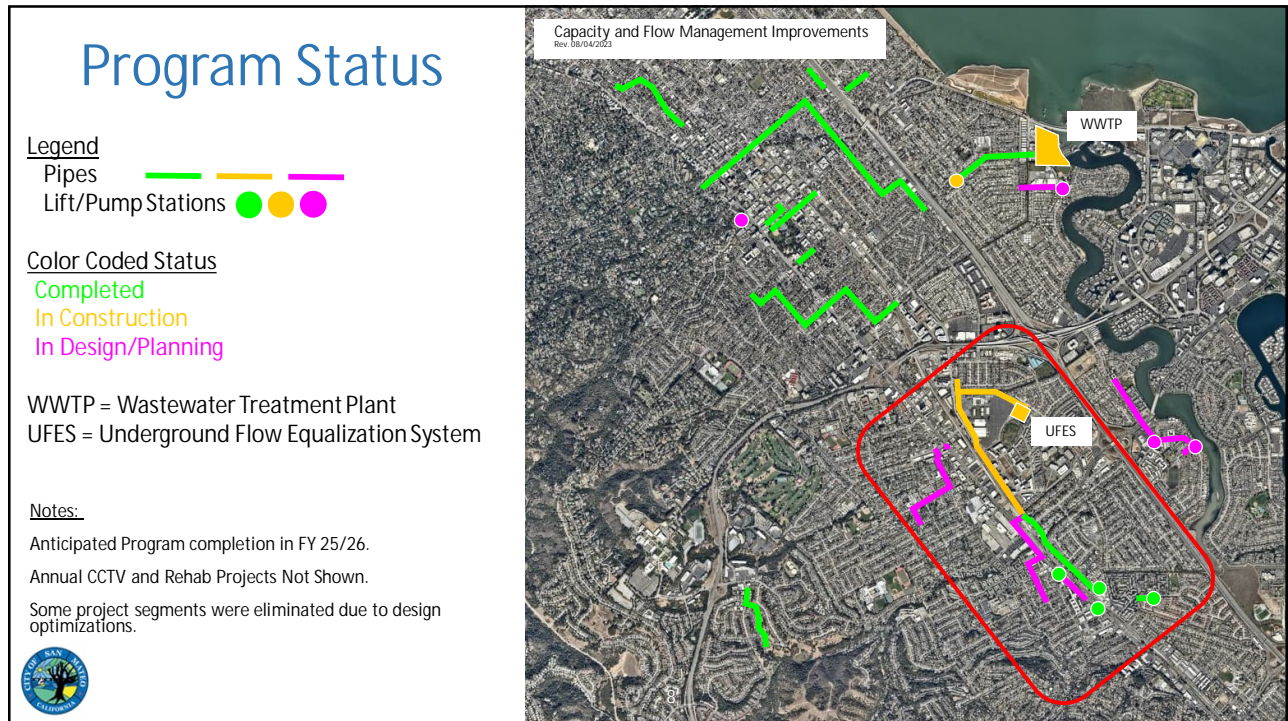 Program Status
Legend
Pipes
Lift/Pump Stations
Color Coded Status
Completed
In Construction
In Design/Planning
WWTP = Wastewater Treatment Plant
UFES = Underground Flow Equalization System
Notes:
Anticipated Program completion in FY 25/26.
Annual CCTV and Rehab Projects Not Shown.
Some project segments were eliminated due to design
optimizations.
CITY OF SAN MATEO
CALIFORNIA
Capacity and Flow Management Improvements
Rev. 08/04/2023
WWTP
UFES